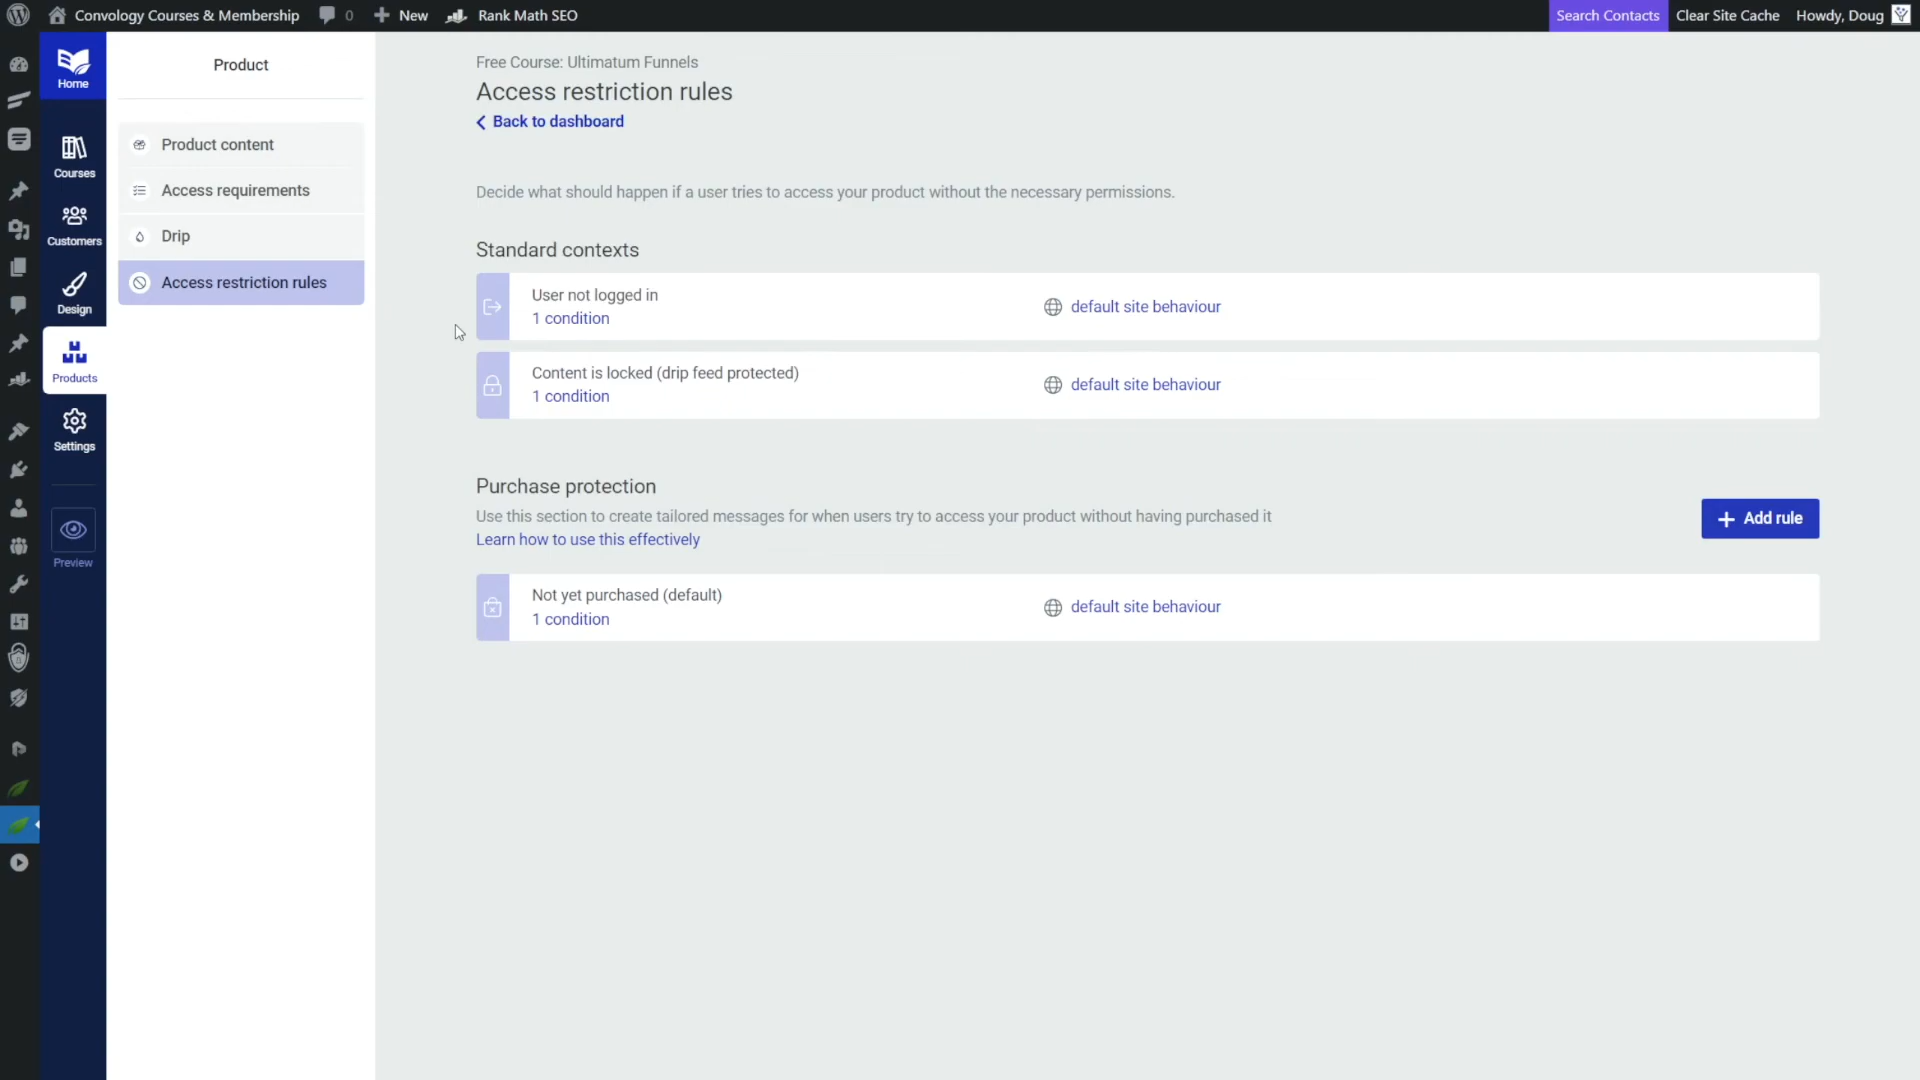 Convology Courses & Membership 0 New Rank Math SEO Search Contacts Clear Site Cache Howdy, Doug
Home
Courses
Customers
Design
Products
Settings
Preview
Product
Product content
Access requirements
Drip
Access restriction rules
Free Course: Ultimatum Funnels
Access restriction rules
Back to dashboard
Decide what should happen if a user tries to access your product without the necessary permissions.
Standard contexts
User not logged in
1 condition
default site behaviour
Content is locked (drip feed protected)
1 condition
default site behaviour
Purchase protection
Use this section to create tailored messages for when users try to access your product without having purchased it
Learn how to use this effectively
Add rule
Not yet purchased (default)
1 condition
default site behaviour